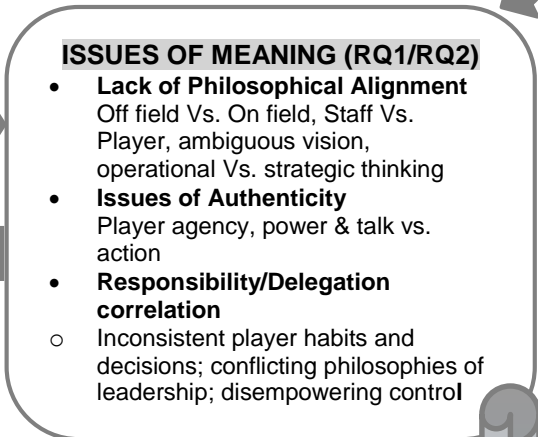 ISSUES OF MEANING (RQ1/RQ2)
• Lack of Philosophical Alignment
Off field Vs. On field, Staff Vs.
Player, ambiguous vision,
operational Vs. strategic thinking
• Issues of Authenticity
Player agency, power & talk vs.
action
• Responsibility/Delegation
correlation
o Inconsistent player habits and
decisions; conflicting philosophies of
leadership; disempowering control